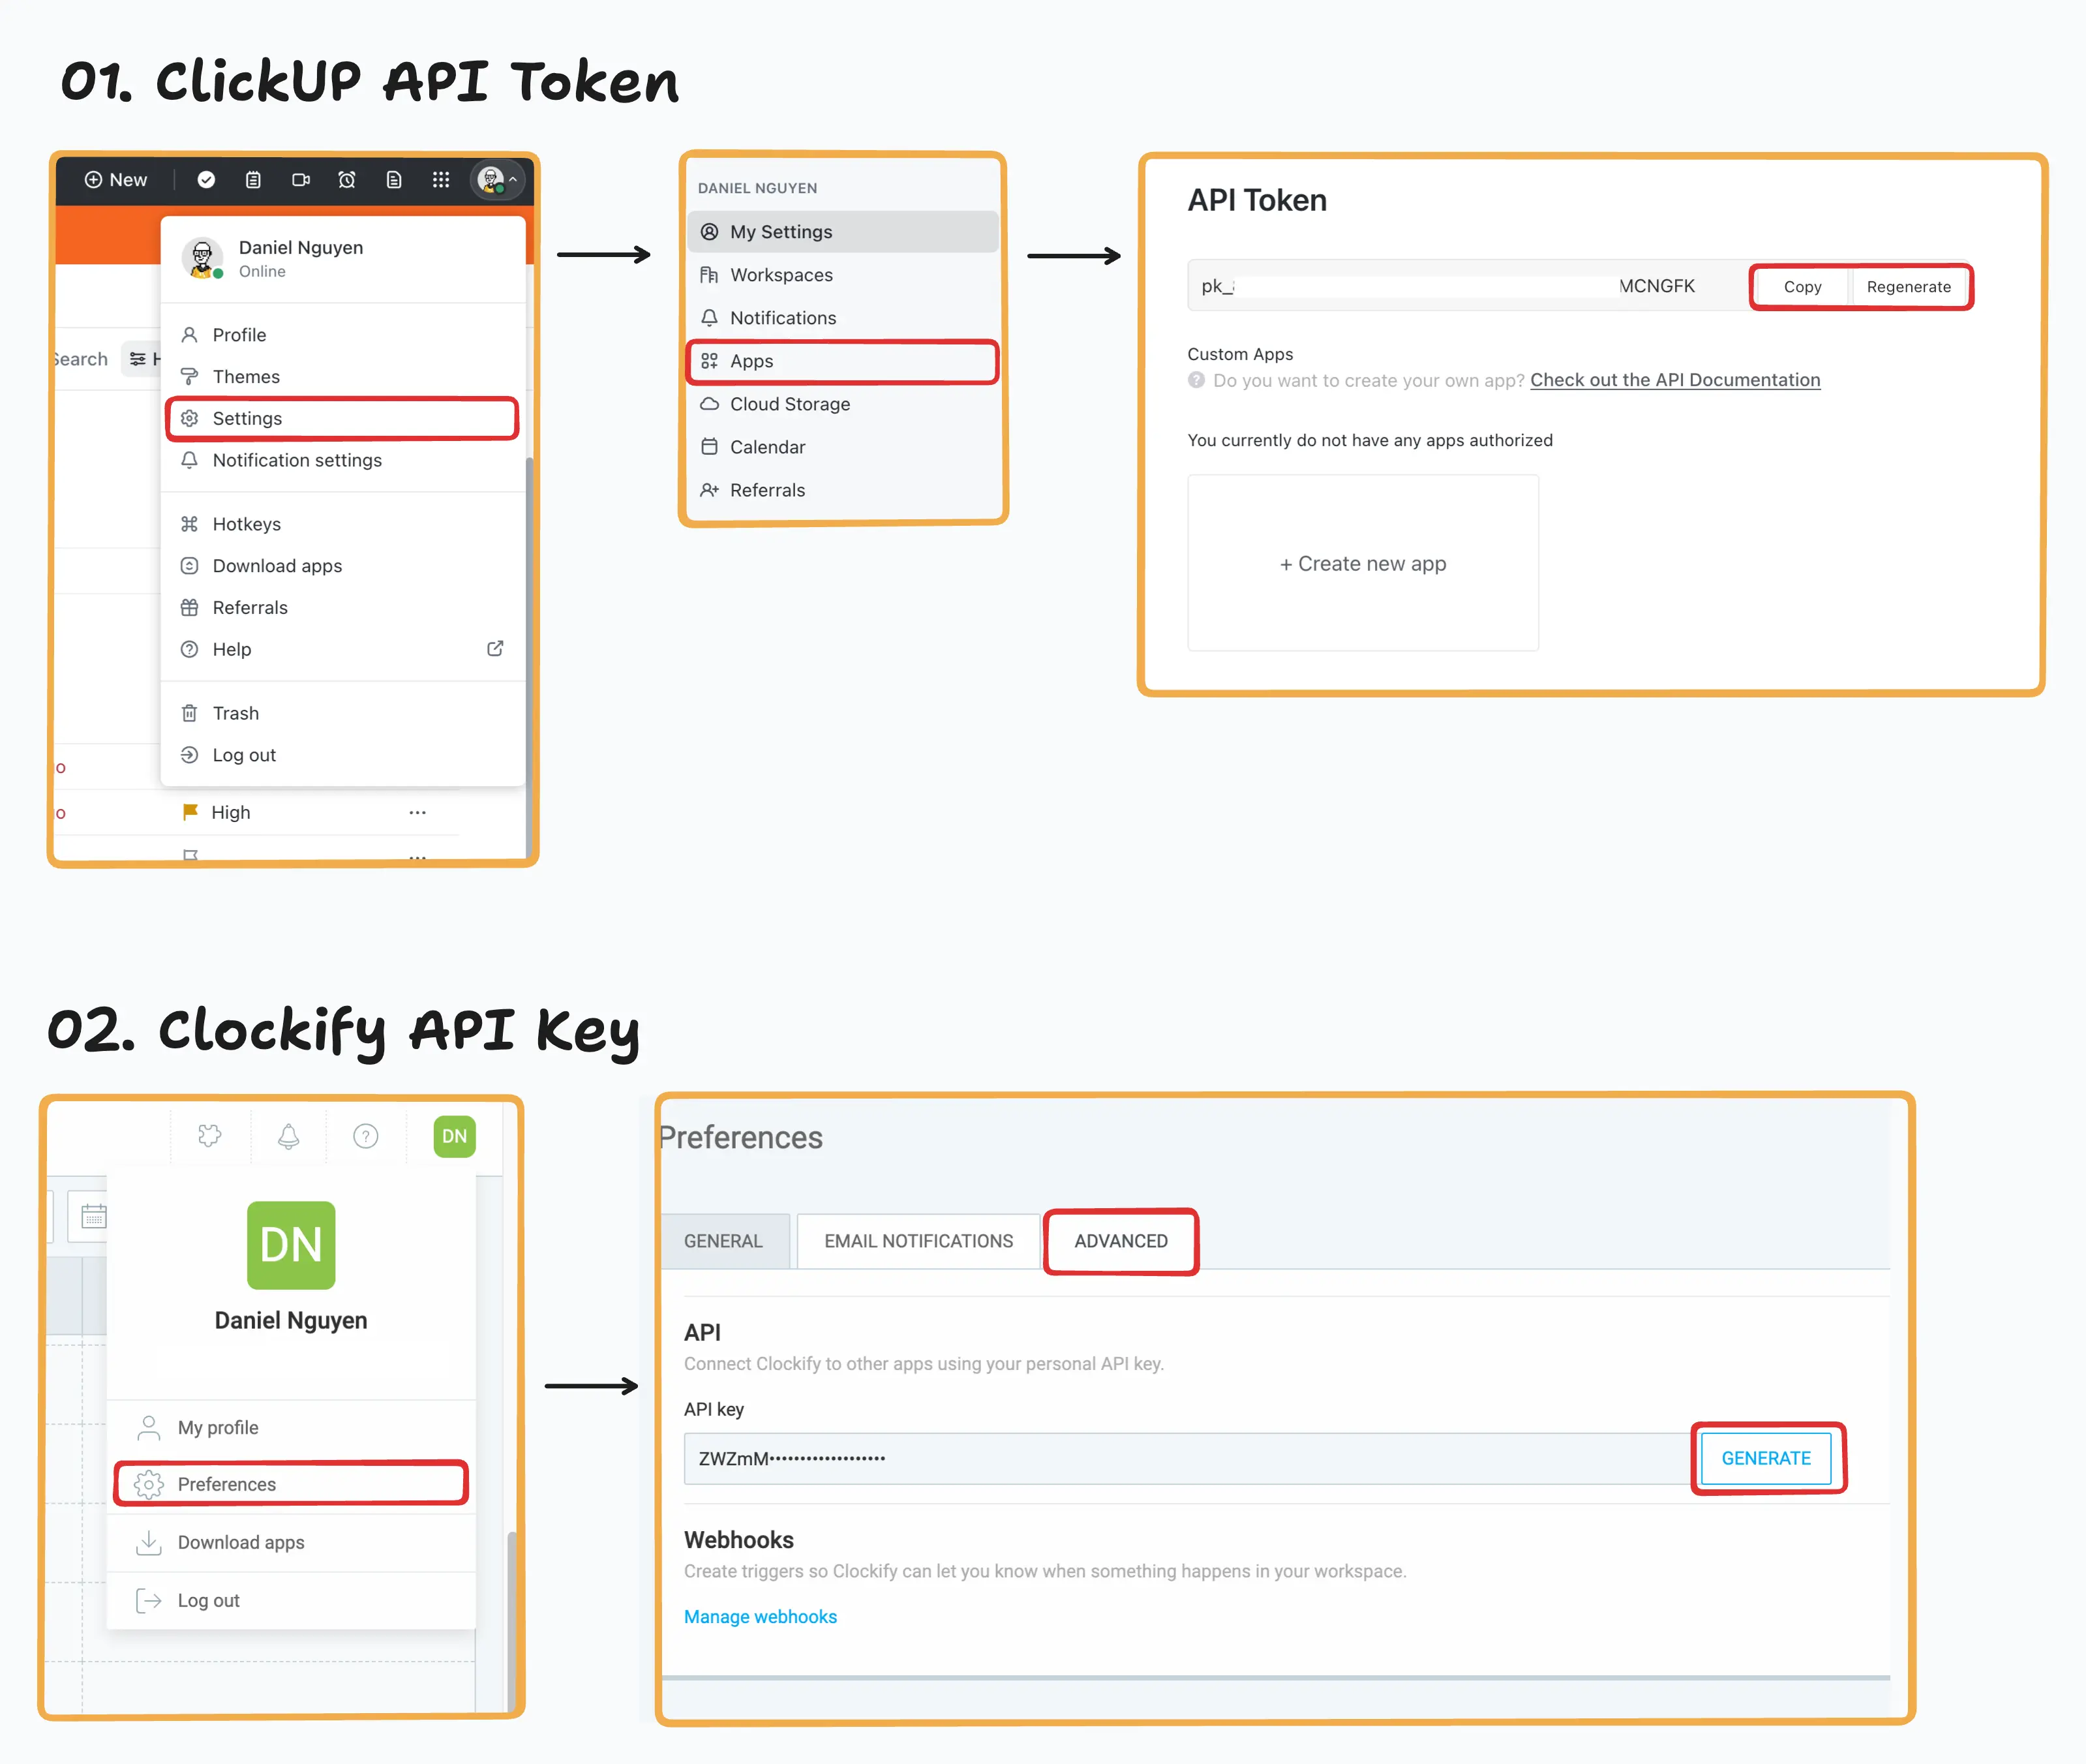 01. ClickUP API Token
New
Daniel Nguyen
Online
Search
H
Profile
Themes
Settings
Notification settings
Hotkeys
Download apps
Referrals
Help
Trash
Log out
High
DANIEL NGUYEN
My Settings
Workspaces
Notifications
Apps
Cloud Storage
Calendar
Referrals
API Token
pk_ MCNGFK Copy Regenerate
Custom Apps
? Do you want to create your own app? Check out the API Documentation
You currently do not have any apps authorized
+ Create new app
02. Clockify API Key
DN
DN
Daniel Nguyen
My profile
Preferences
Download apps
Log out
Preferences
GENERAL EMAIL NOTIFICATIONS ADVANCED
API
Connect Clockify to other apps using your personal API key.
API key
ZWZmM••••••••••••••••••• GENERATE
Webhooks
Create triggers so Clockify can let you know when something happens in your workspace.
Manage webhooks